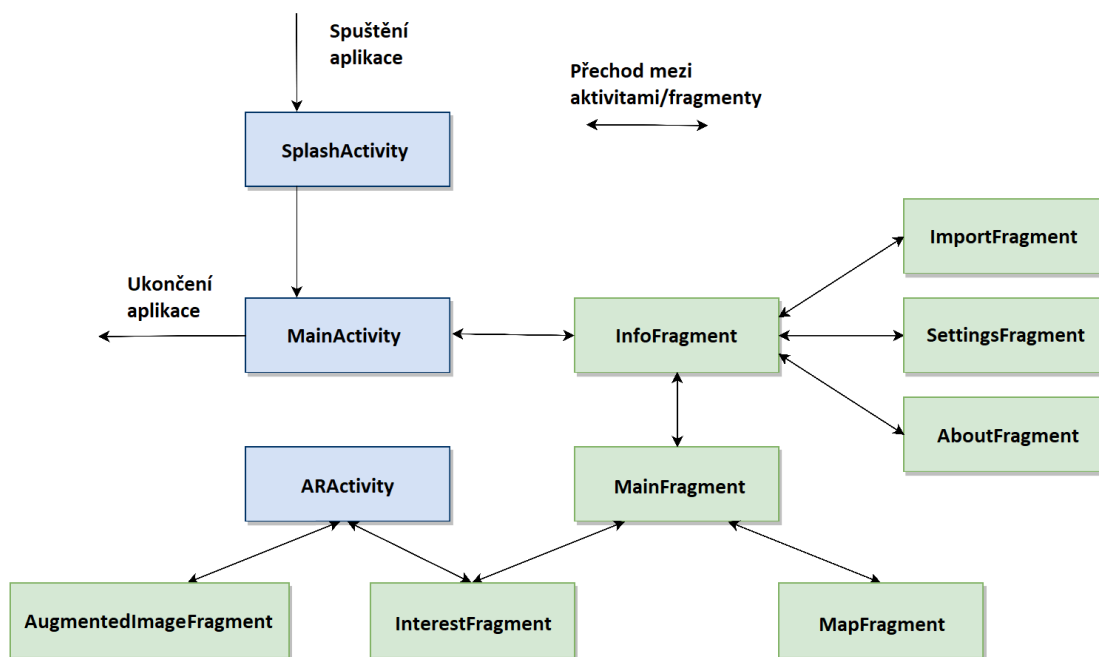 Spuštění
aplikace
Přechod mezi
aktivitami/fragmenty
SplashActivity
ImportFragment
Ukončení
aplikace
MainActivity
InfoFragment
SettingsFragment
AboutFragment
ARActivity
MainFragment
AugmentedImageFragment
InterestFragment
MapFragment